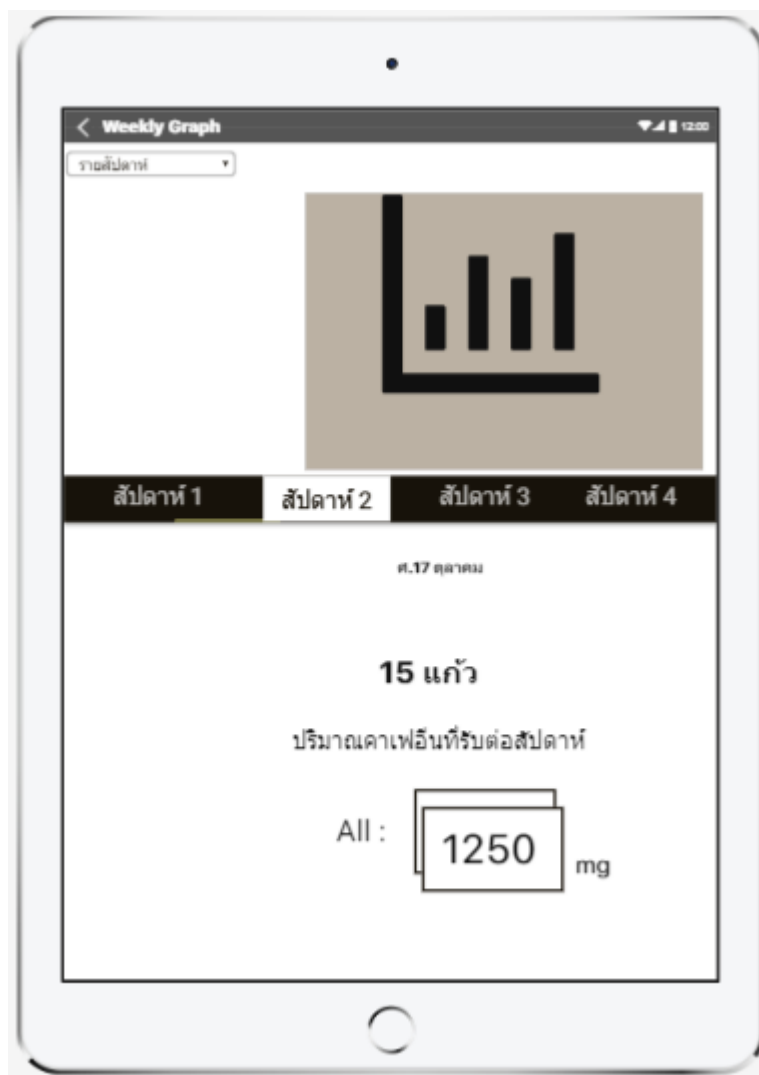 Weekly Graph 12:00
รายสัปดาห์
สัปดาห์ 1 สัปดาห์ 2 สัปดาห์ 3 สัปดาห์ 4
ศ.17 ตุลาคม
15 แก้ว
ปริมาณคาเฟอีนที่รับต่อสัปดาห์
All : 1250 mg